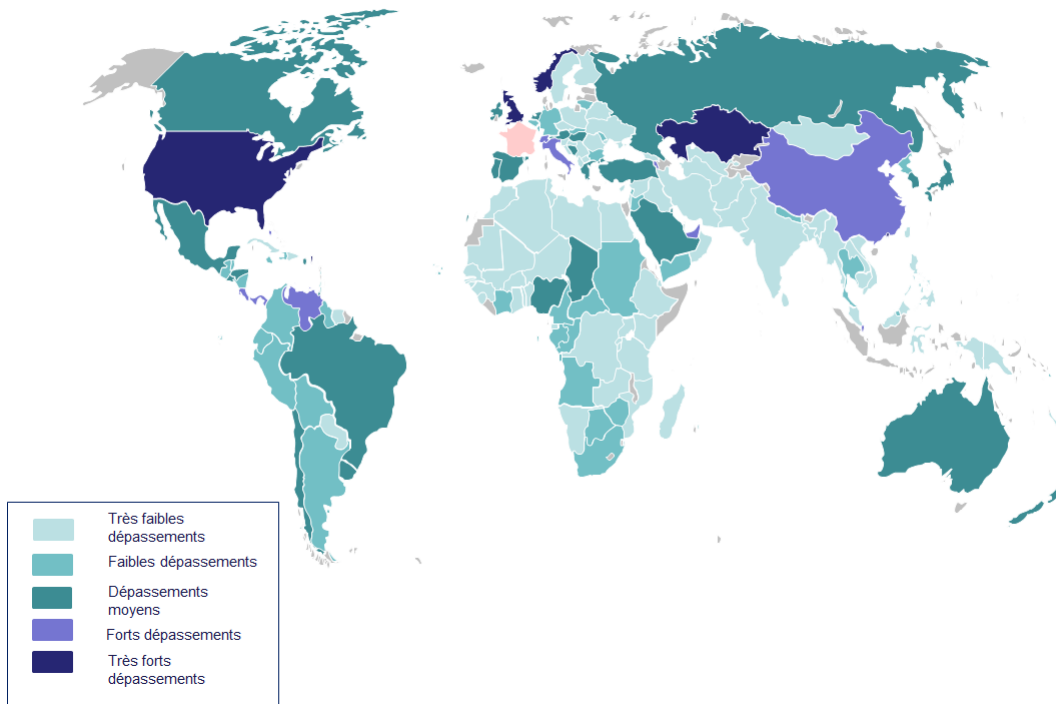 Très faibles
dépassements
Faibles dépassements
Dépassements
moyens
Forts dépassements
Très forts
dépassements